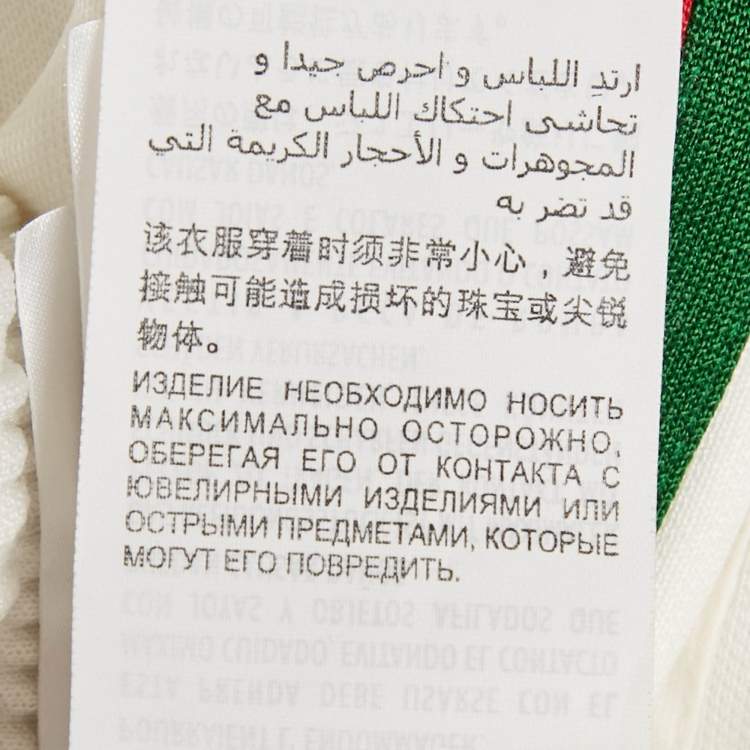 ارتدِ اللباس و احرص جيدا و
تحاشى احتكاك اللباس مع
المجوهرات و الأحجار الكريمة التي
قد تضر به
该衣服穿着时须非常小心，避免
接触可能造成损坏的珠宝或尖锐
物体。
ИЗДЕЛИЕ НЕОБХОДИМО НОСИТЬ
МАКСИМАЛЬНО ОСТОРОЖНО,
ОБЕРЕГАЯ ЕГО ОТ КОНТАКТА С
ЮВЕЛИРНЫМИ ИЗДЕЛИЯМИ ИЛИ
ОСТРЫМИ ПРЕДМЕТАМИ, КОТОРЫЕ
МОГУТ ЕГО ПОВРЕДИТЬ.